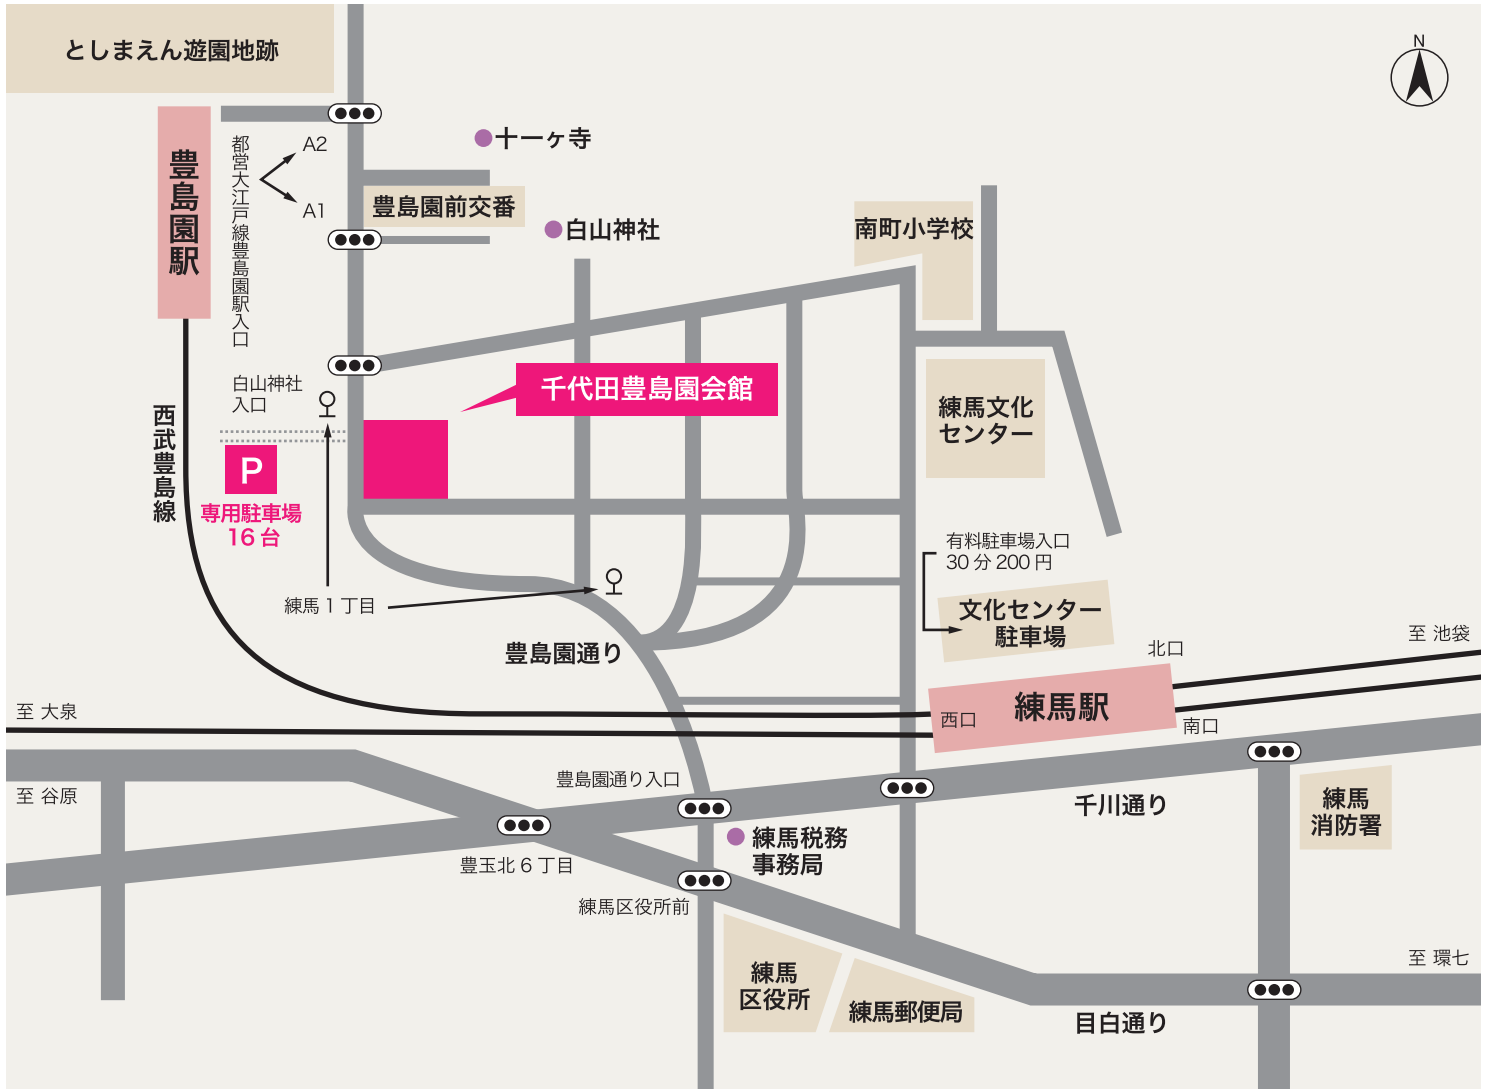 としまえん遊園地跡
N
豊島園駅
都営大江戸線豊島園駅入口
A2
A1
十一ヶ寺
豊島園前交番
白山神社
南町小学校
白山神社
入口
千代田豊島園会館
練馬文化
センター
西武豊島線
P
専用駐車場
16台
有料駐車場入口
30分200円
練馬1丁目
文化センター
駐車場
豊島園通り
北口
至 池袋
至 大泉
西口
練馬駅
南口
至 谷原
豊島園通り入口
千川通り
練馬
消防署
練馬税務
事務局
豊玉北6丁目
練馬区役所前
至 環七
練馬
区役所
練馬郵便局
目白通り